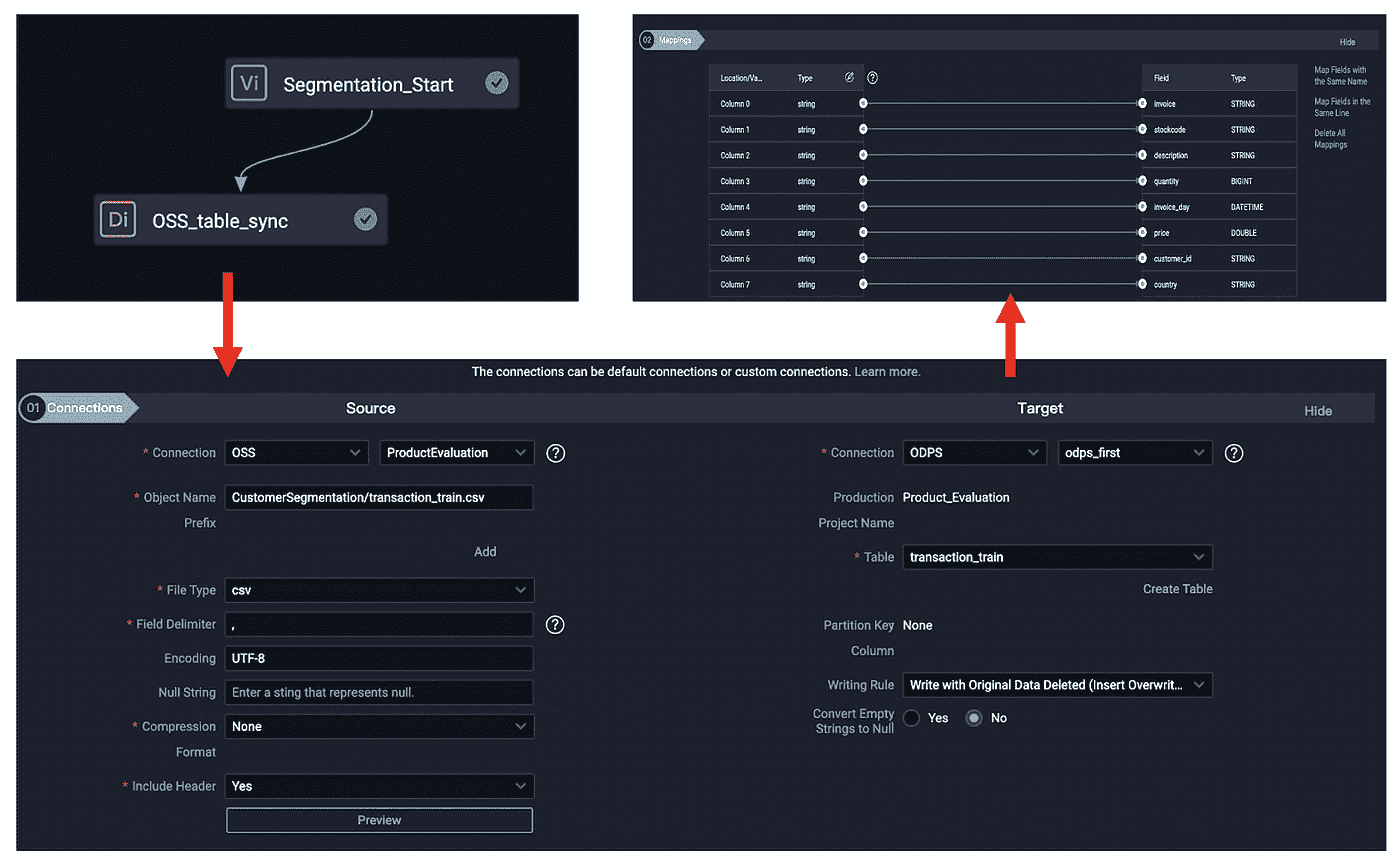 Vi Segmentation_Start
Di OSS_table_sync
02 Mappings
Hide
Location/Va... Type Field Type
Column 0 string invoice STRING
Column 1 string stockcode STRING
Column 2 string description STRING
Column 3 string quantity BIGINT
Column 4 string invoice_day DATETIME
Column 5 string price DOUBLE
Column 6 string customer_id STRING
Column 7 string country STRING
Map Fields with
the Same Name
Map Fields in the
Same Line
Delete All
Mappings
The connections can be default connections or custom connections. Learn more.
01 Connections Source Target Hide
* Connection OSS ProductEvaluation ? * Connection ODPS odps_first ?
* Object Name CustomerSegmentation/transaction_train.csv Production Product_Evaluation
Prefix Project Name
Add
* Table transaction_train
* File Type csv Create Table
* Field Delimiter , ? Partition Key None
Encoding UTF-8 Column
Null String Enter a sting that represents null. Writing Rule Write with Original Data Deleted (Insert Overwrit...
* Compression None Convert Empty Yes No
Format Strings to Null
* Include Header Yes
Preview